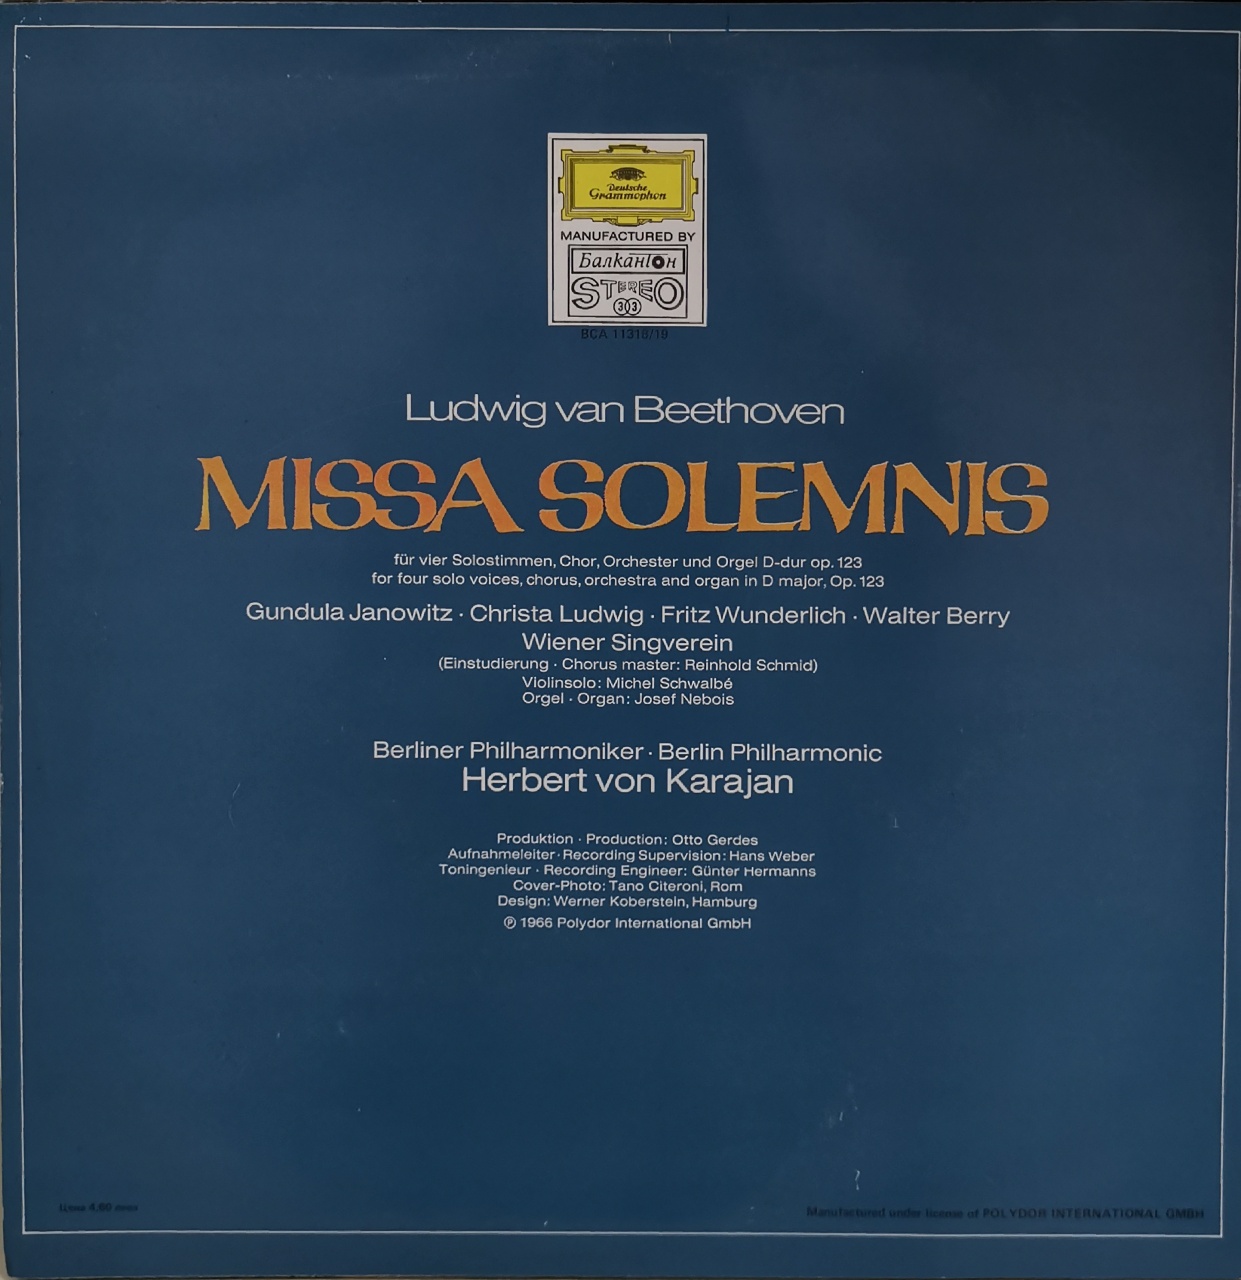 Deutsche
Grammophon
MANUFACTURED BY
Балкантон
STEREO
33
BCA 11318/19
Ludwig van Beethoven
MISSA SOLEMNIS
für vier Solostimmen, Chor, Orchester und Orgel D-dur op. 123
for four solo voices, chorus, orchestra and organ in D major, Op. 123
Gundula Janowitz · Christa Ludwig · Fritz Wunderlich · Walter Berry
Wiener Singverein
(Einstudierung · Chorus master: Reinhold Schmid)
Violinsolo: Michel Schwalbé
Orgel · Organ: Josef Nebois
Berliner Philharmoniker · Berlin Philharmonic
Herbert von Karajan
Produktion · Production: Otto Gerdes
Aufnahmeleiter · Recording Supervision: Hans Weber
Toningenieur · Recording Engineer: Günter Hermanns
Cover-Photo: Tano Citeroni, Rom
Design: Werner Koberstein, Hamburg
℗ 1966 Polydor International GmbH
Цена 4,60 лева
Manufactured under license of POLYDOR INTERNATIONAL GMBH